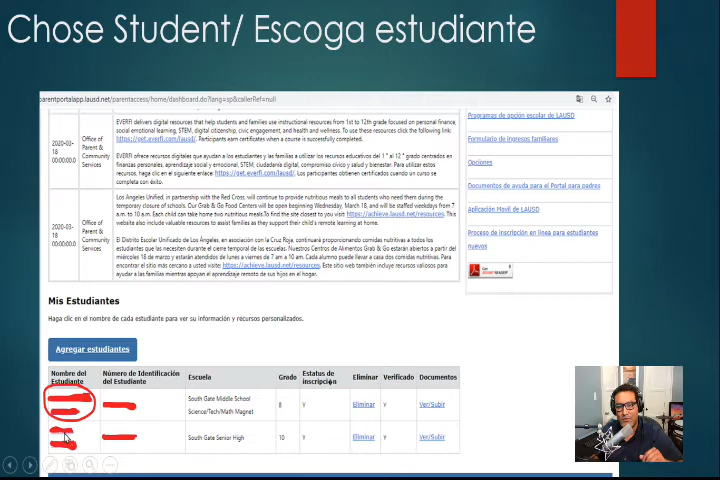 Chose Student/ Escoga estudiante
parentportalapp.lausd.net/parentaccess/home/dashboard.do?lang=sp&callerRef=null
2020-03-
18
00:00:00.0
Office of
Parent &
Community
Services
EVERFI delivers digital resources that help students and families use instructional resources from 1st to 12th grade focused on personal finance,
social emotional learning, STEM, digital citizenship, civic engagement, and health and wellness. To use these resources click the following link:
https://get.everfi.com/lausd/. Participants earn certificates when a course is successfully completed.
EVERFI ofrece recursos digitales que ayudan a los estudiantes y las familias a utilizar los recursos educativos del 1° al 12° grado centrados en
finanzas personales, aprendizaje social y emocional, STEM, ciudadanía digital, compromiso cívico y salud y bienestar. Para utilizar estos
recursos, haga clic en el siguiente enlace: https://get.everfi.com/lausd/. Los participantes obtienen certificados cuando un curso se
completa con éxito.
2020-03-
18
00:00:00.0
Office of
Parent &
Community
Services
Los Angeles Unified, in partnership with the Red Cross, will continue to provide nutritious meals to all students who need them during the
temporary closure of schools. Our Grab & Go Food Centers will be open beginning Wednesday, March 18, and will be staffed weekdays from 7
a.m. to 10 a.m. Each child can take home two nutritious meals.To find the site closest to you visit https://achieve.lausd.net/resources. This
website also include valuable resources to assist families as they support their child's remote learning at home.
El Distrito Escolar Unificado de Los Ángeles, en asociación con la Cruz Roja, continuará proporcionando comidas nutritivas a todos los
estudiantes que las necesiten durante el cierre temporal de las escuelas. Nuestros Centros de Alimentos Grab & Go estarán abiertos a partir del
miércoles 18 de marzo y estarán atendidos de lunes a viernes de 7 a.m. a 10 a.m. Cada alumno puede llevar a casa dos comidas nutritivas. Para
encontrar el sitio más cercano a usted visite! https://achieve.lausd.net/resources. Este sitio web también incluye recursos valiosos para
ayudar a las familias mientras apoyan el aprendizaje remoto de sus hijos en el hogar.
Programas de opción escolar de LAUSD
Formulario de Ingresos familiares
Opciones
Documentos de ayuda para el Portal para padres
Aplicación Movil de LAUSD
Proceso de inscripción en línea para estudiantes
nuevos
Get
ADOBE READER
Mis Estudiantes
Haga clic en el nombre de cada estudiante para ver su información y recursos personalizados.
Agregar estudiantes
Nombre del Estudiante Número de Identificación del Estudiante Escuela Grado Estatus de inscripción Eliminar Verificado Documentos
South Gate Middle School
Science/Tech/Math Magnet 8 Y Eliminar Y Ver/Subir
South Gate Senior High 10 Y Eliminar Y Ver/Subir